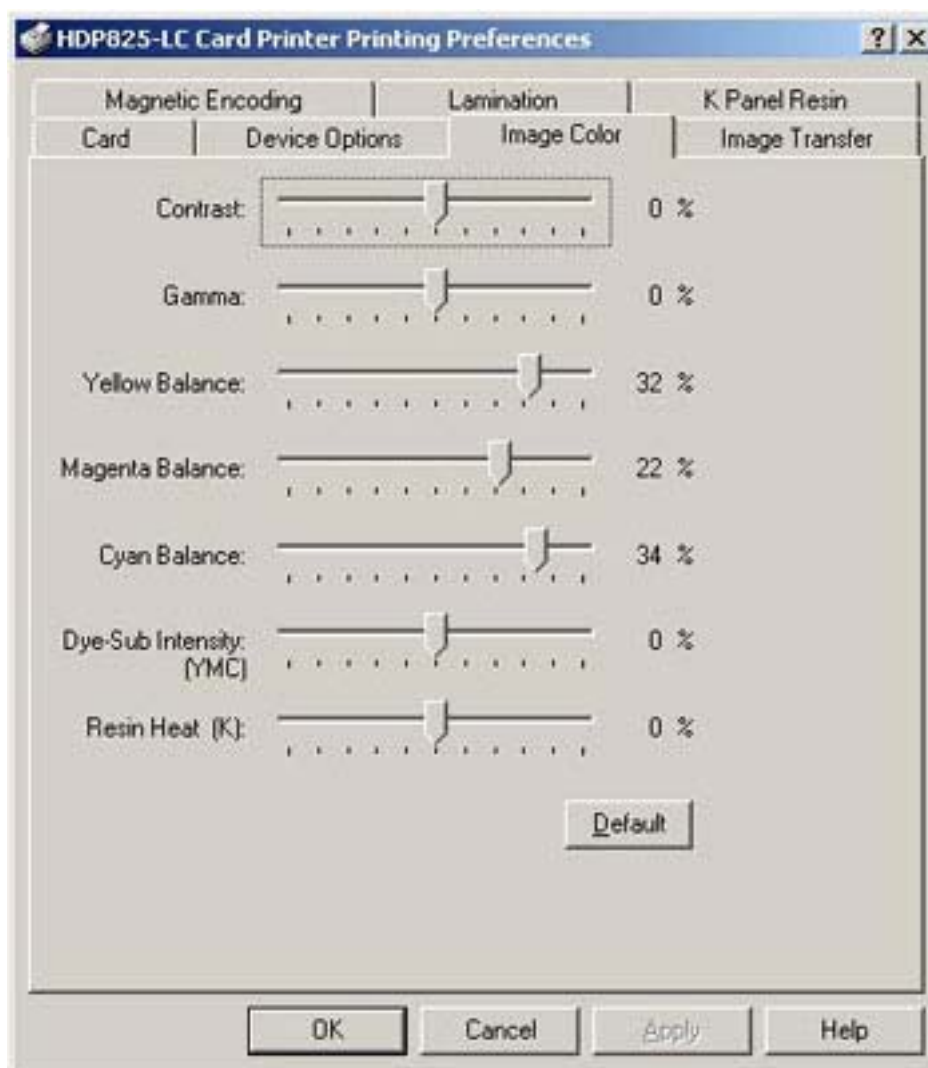 HDP825-LC Card Printer Printing Preferences
Magnetic Encoding Lamination K Panel Resin
Card Device Options Image Color Image Transfer
Contrast: 0 %
Gamma: 0 %
Yellow Balance: 32 %
Magenta Balance: 22 %
Cyan Balance: 34 %
Dye-Sub Intensity: 0 %
(YMC)
Resin Heat (K): 0 %
Default
OK Cancel Apply Help